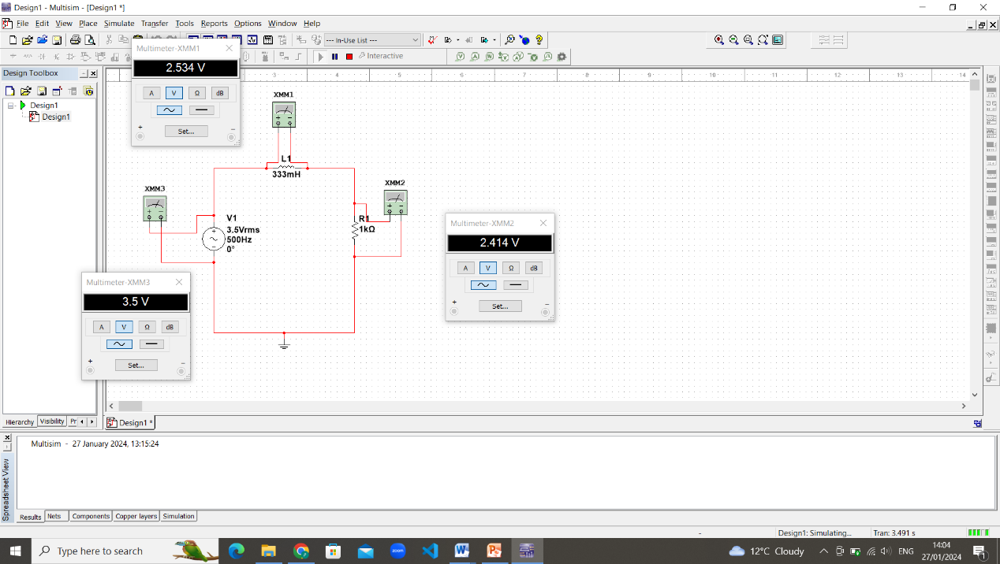 Design1 - Multisim - [Design1 *]
File Edit View Place Simulate Transfer Tools Reports Options Window Help
--- In-Use List ---
Interactive
Design Toolbox
Design1
Design1
Hierarchy Visibility Pr
Multimeter-XMM1
2.534 V
A V Ω dB
+ Set... −
3 4 5 6 7 8 9 10 11 12 13 14
XMM1
+ −
L1
333mH
XMM3
+ −
V1
3.5Vrms
500Hz
0°
XMM2
+ −
R1
1kΩ
Multimeter-XMM2
2.414 V
A V Ω dB
+ Set... −
Multimeter-XMM3
3.5 V
A V Ω dB
+ Set... −
Design1 *
Multisim - 27 January 2024, 13:15:24
Spreadsheet View
Results Nets Components Copper layers Simulation
- Design1: Simulating... Tran: 3.491 s
Type here to search
zoom
12°C Cloudy
ENG
14:04
27/01/2024
1